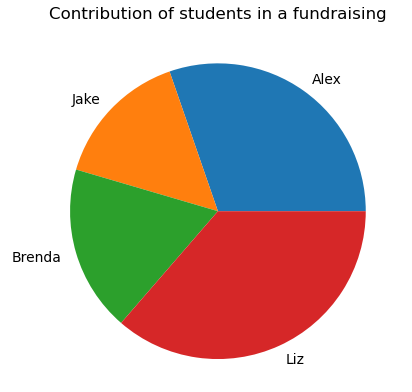 Contribution of students in a fundraising
Alex
Jake
Brenda
Liz